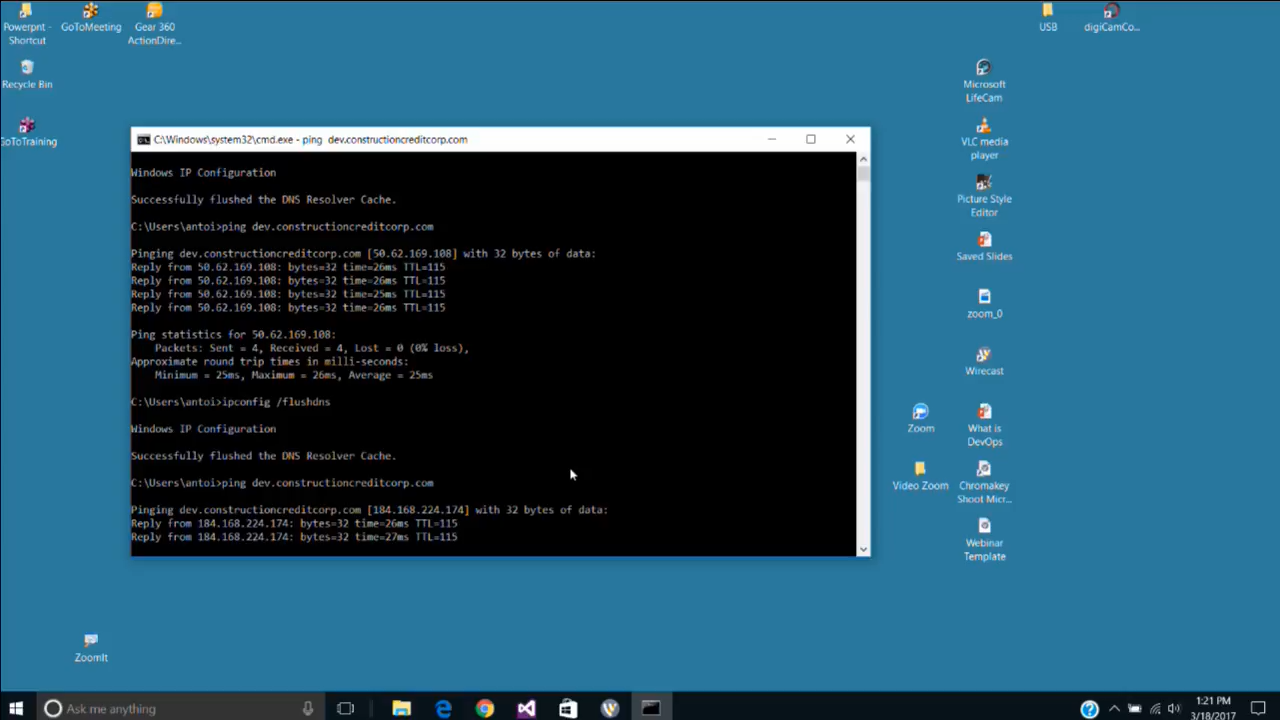 Powerpnt -
Shortcut
GoToMeeting
Gear 360
ActionDire...
USB
digiCamCo...
Recycle Bin
GoToTraining
Microsoft
LifeCam
VLC media
player
Picture Style
Editor
Saved Slides
zoom_0
Wirecast
Zoom
What is
DevOps
Video Zoom
Chromakey
Shoot Micr...
Webinar
Template
C:\Windows\system32\cmd.exe - ping dev.constructioncreditcorp.com
Windows IP Configuration
Successfully flushed the DNS Resolver Cache.
C:\Users\antoi>ping dev.constructioncreditcorp.com
Pinging dev.constructioncreditcorp.com [50.62.169.108] with 32 bytes of data:
Reply from 50.62.169.108: bytes=32 time=26ms TTL=115
Reply from 50.62.169.108: bytes=32 time=26ms TTL=115
Reply from 50.62.169.108: bytes=32 time=25ms TTL=115
Reply from 50.62.169.108: bytes=32 time=26ms TTL=115
Ping statistics for 50.62.169.108:
Packets: Sent = 4, Received = 4, Lost = 0 (0% loss),
Approximate round trip times in milli-seconds:
Minimum = 25ms, Maximum = 26ms, Average = 25ms
C:\Users\antoi>ipconfig /flushdns
Windows IP Configuration
Successfully flushed the DNS Resolver Cache.
C:\Users\antoi>ping dev.constructioncreditcorp.com
Pinging dev.constructioncreditcorp.com [184.168.224.174] with 32 bytes of data:
Reply from 184.168.224.174: bytes=32 time=26ms TTL=115
Reply from 184.168.224.174: bytes=32 time=27ms TTL=115
ZoomIt
Ask me anything
1:21 PM
3/18/2017